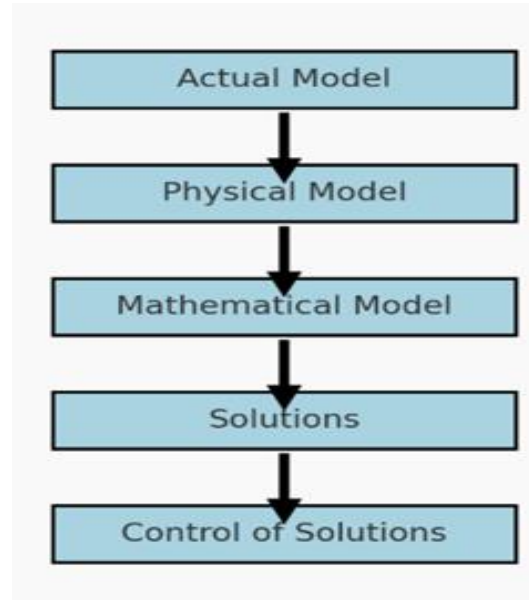 Actual Model
Physical Model
Mathematical Model
Solutions
Control of Solutions